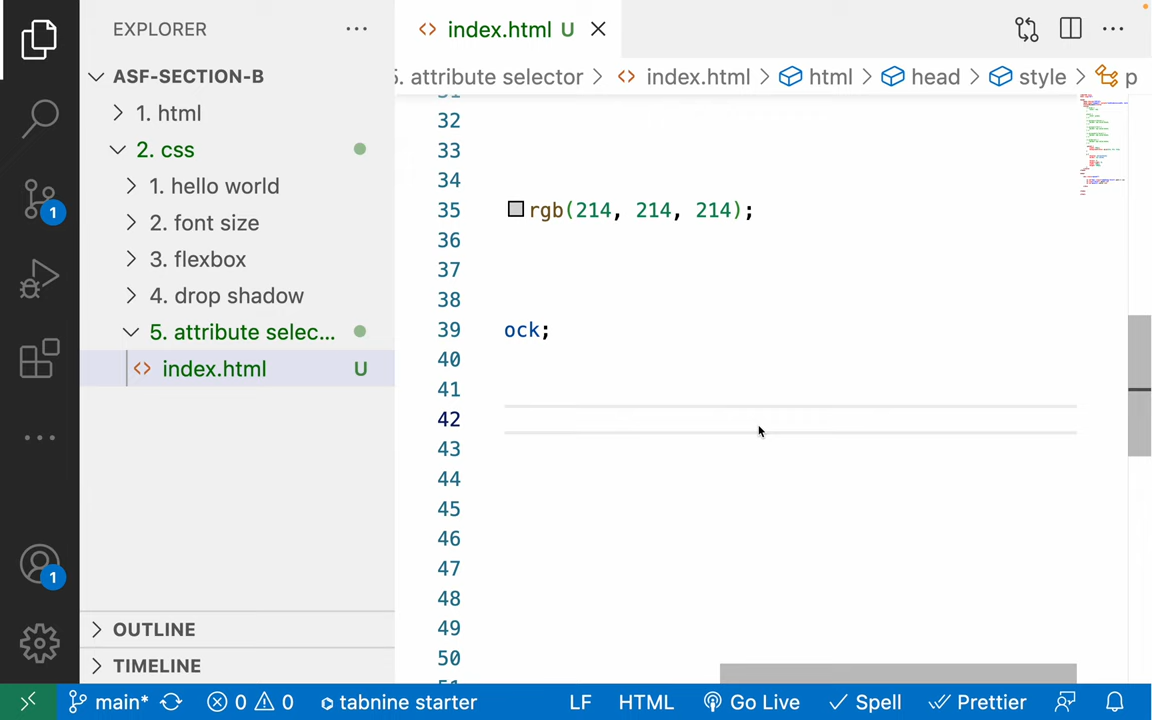 EXPLORER
index.html U
ASF-SECTION-B
5. attribute selector > index.html > html > head > style > p
1. html
2. css
1. hello world
2. font size
3. flexbox
4. drop shadow
5. attribute selec...
index.html U
32
33
34
35 rgb(214, 214, 214);
36
37
38
39 ock;
40
41
42
43
44
45
46
47
48
49
50
1
1
OUTLINE
TIMELINE
main* 0 0 tabnine starter LF HTML Go Live Spell Prettier